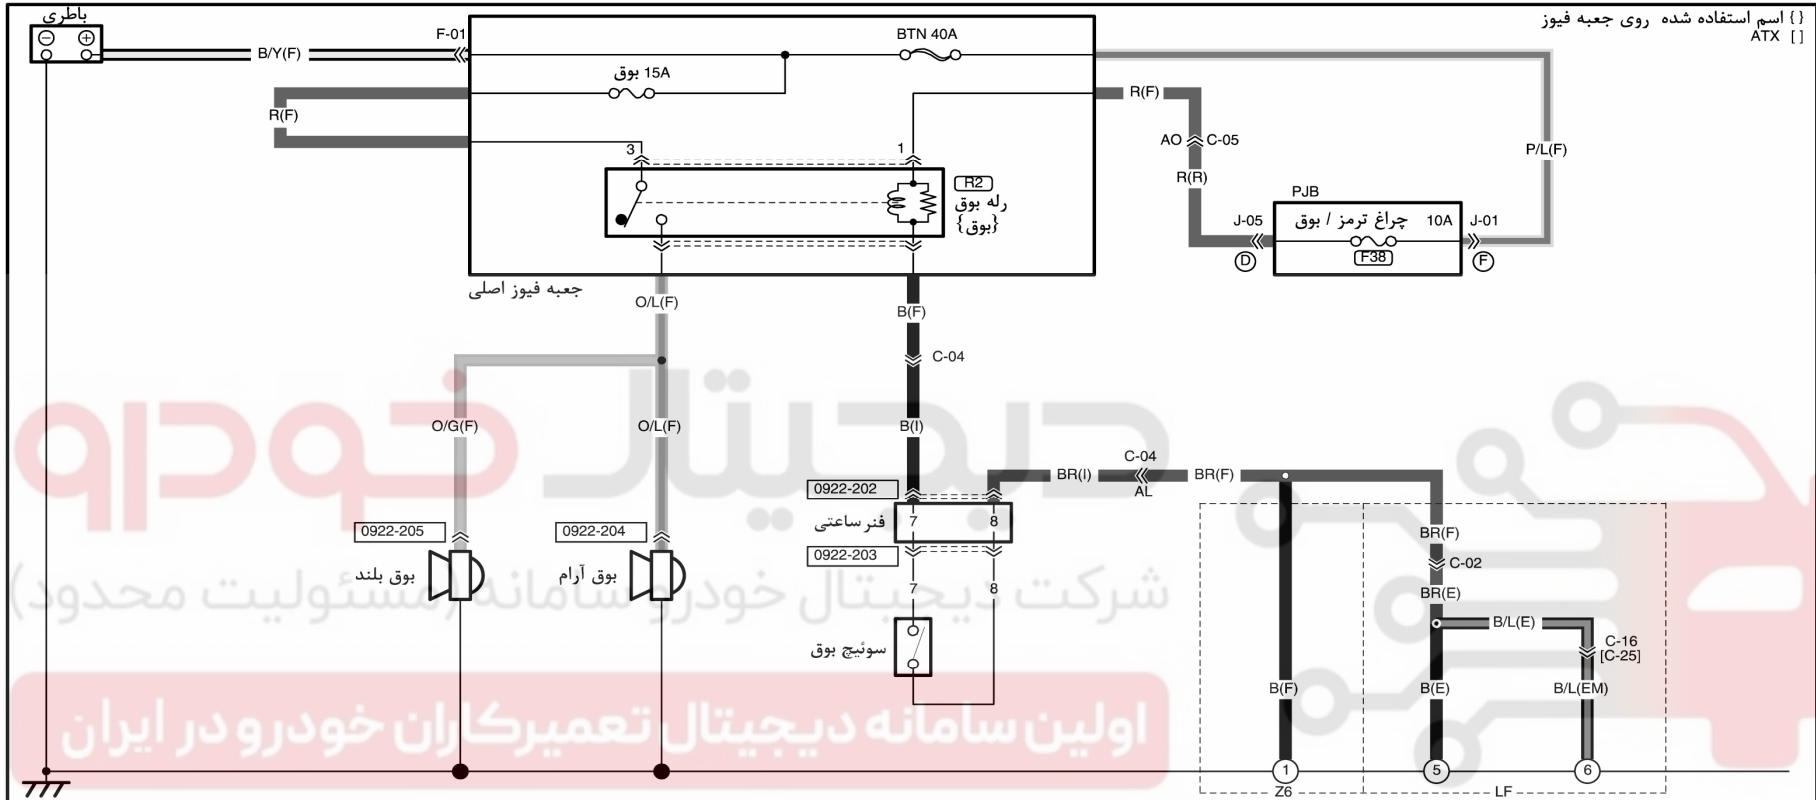 باطری
{ } اسم استفاده شده روی جعبه فیوز
[ ] ATX
F-01
BTN 40A
B/Y(F)
بوق 15A
R(F)
R(F)
AO
C-05
P/L(F)
3
1
R(R)
R2
رله بوق
{بوق}
PJB
J-05
چراغ ترمز / بوق
10A
J-01
F38
D
F
جعبه فیوز اصلی
O/L(F)
B(F)
C-04
O/G(F)
O/L(F)
B(I)
C-04
BR(I)
BR(F)
AL
0922-202
فنر ساعتی
7
8
0922-205
0922-204
0922-203
بوق بلند
بوق آرام
7
8
BR(F)
C-02
BR(E)
B/L(E)
C-16
[C-25]
سوئیچ بوق
B(F)
B(E)
B/L(EM)
1
5
6
Z6
LF
دیجیتال خودرو
شرکت دیجیتال خودرو سامانه (مسئولیت محدود)
اولین سامانه دیجیتال تعمیرکاران خودرو در ایران